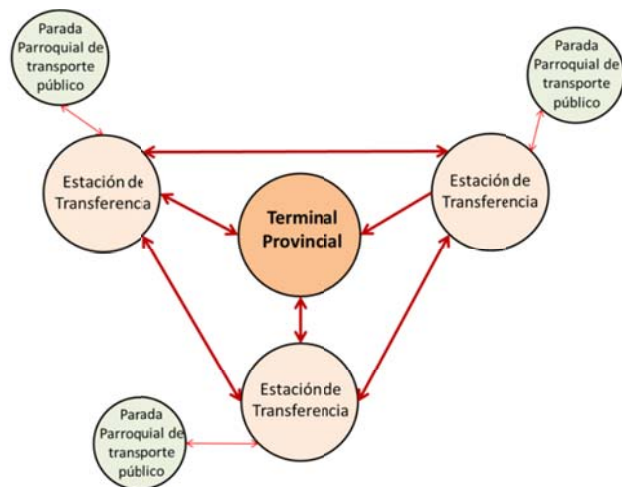 Parada
Parroquial de
transporte
público
Parada
Parroquial de
transporte
público
Estación de
Transferencia
Estación de
Transferencia
Terminal
Provincial
Estación de
Transferencia
Parada
Parroquial de
transporte
público